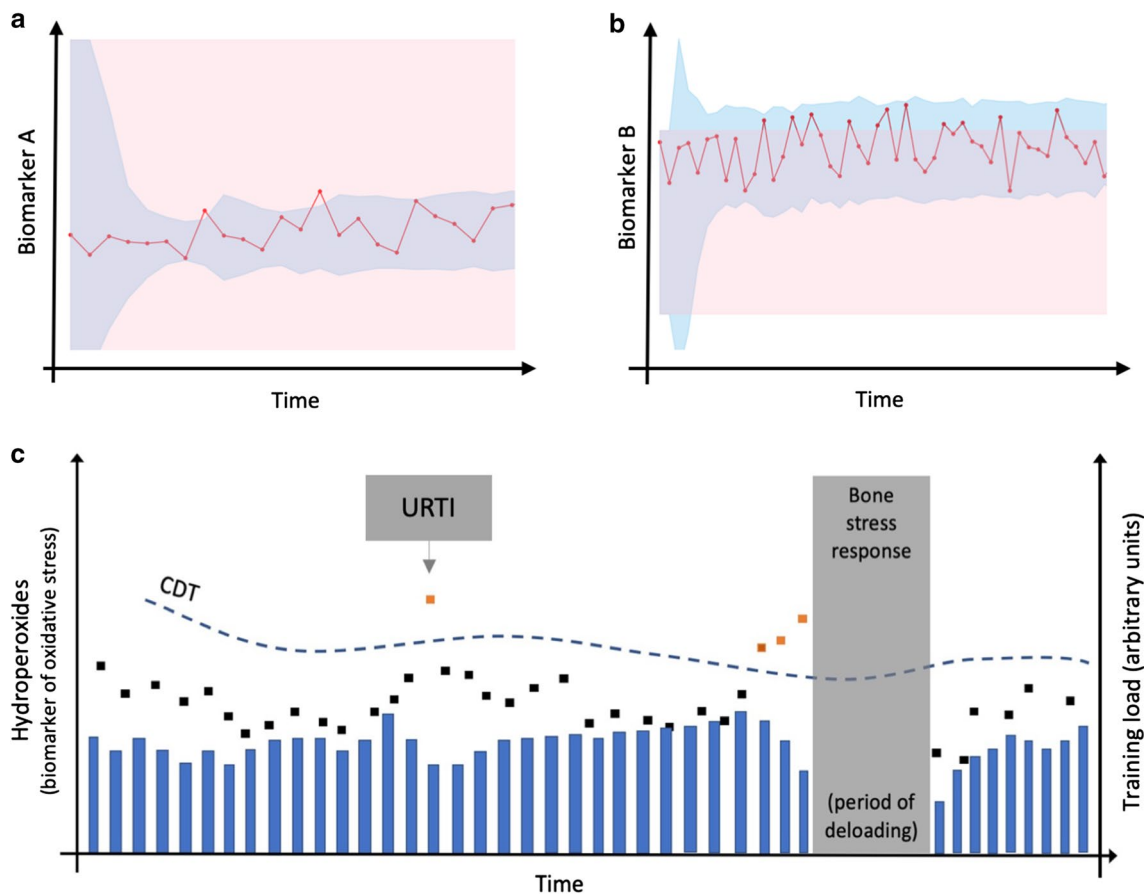 a
Biomarker A
Time
b
Biomarker B
Time
c
Hydroperoxides
(biomarker of oxidative stress)
CDT
URTI
Bone
stress
response
(period of
deloading)
Training load (arbitrary units)
Time